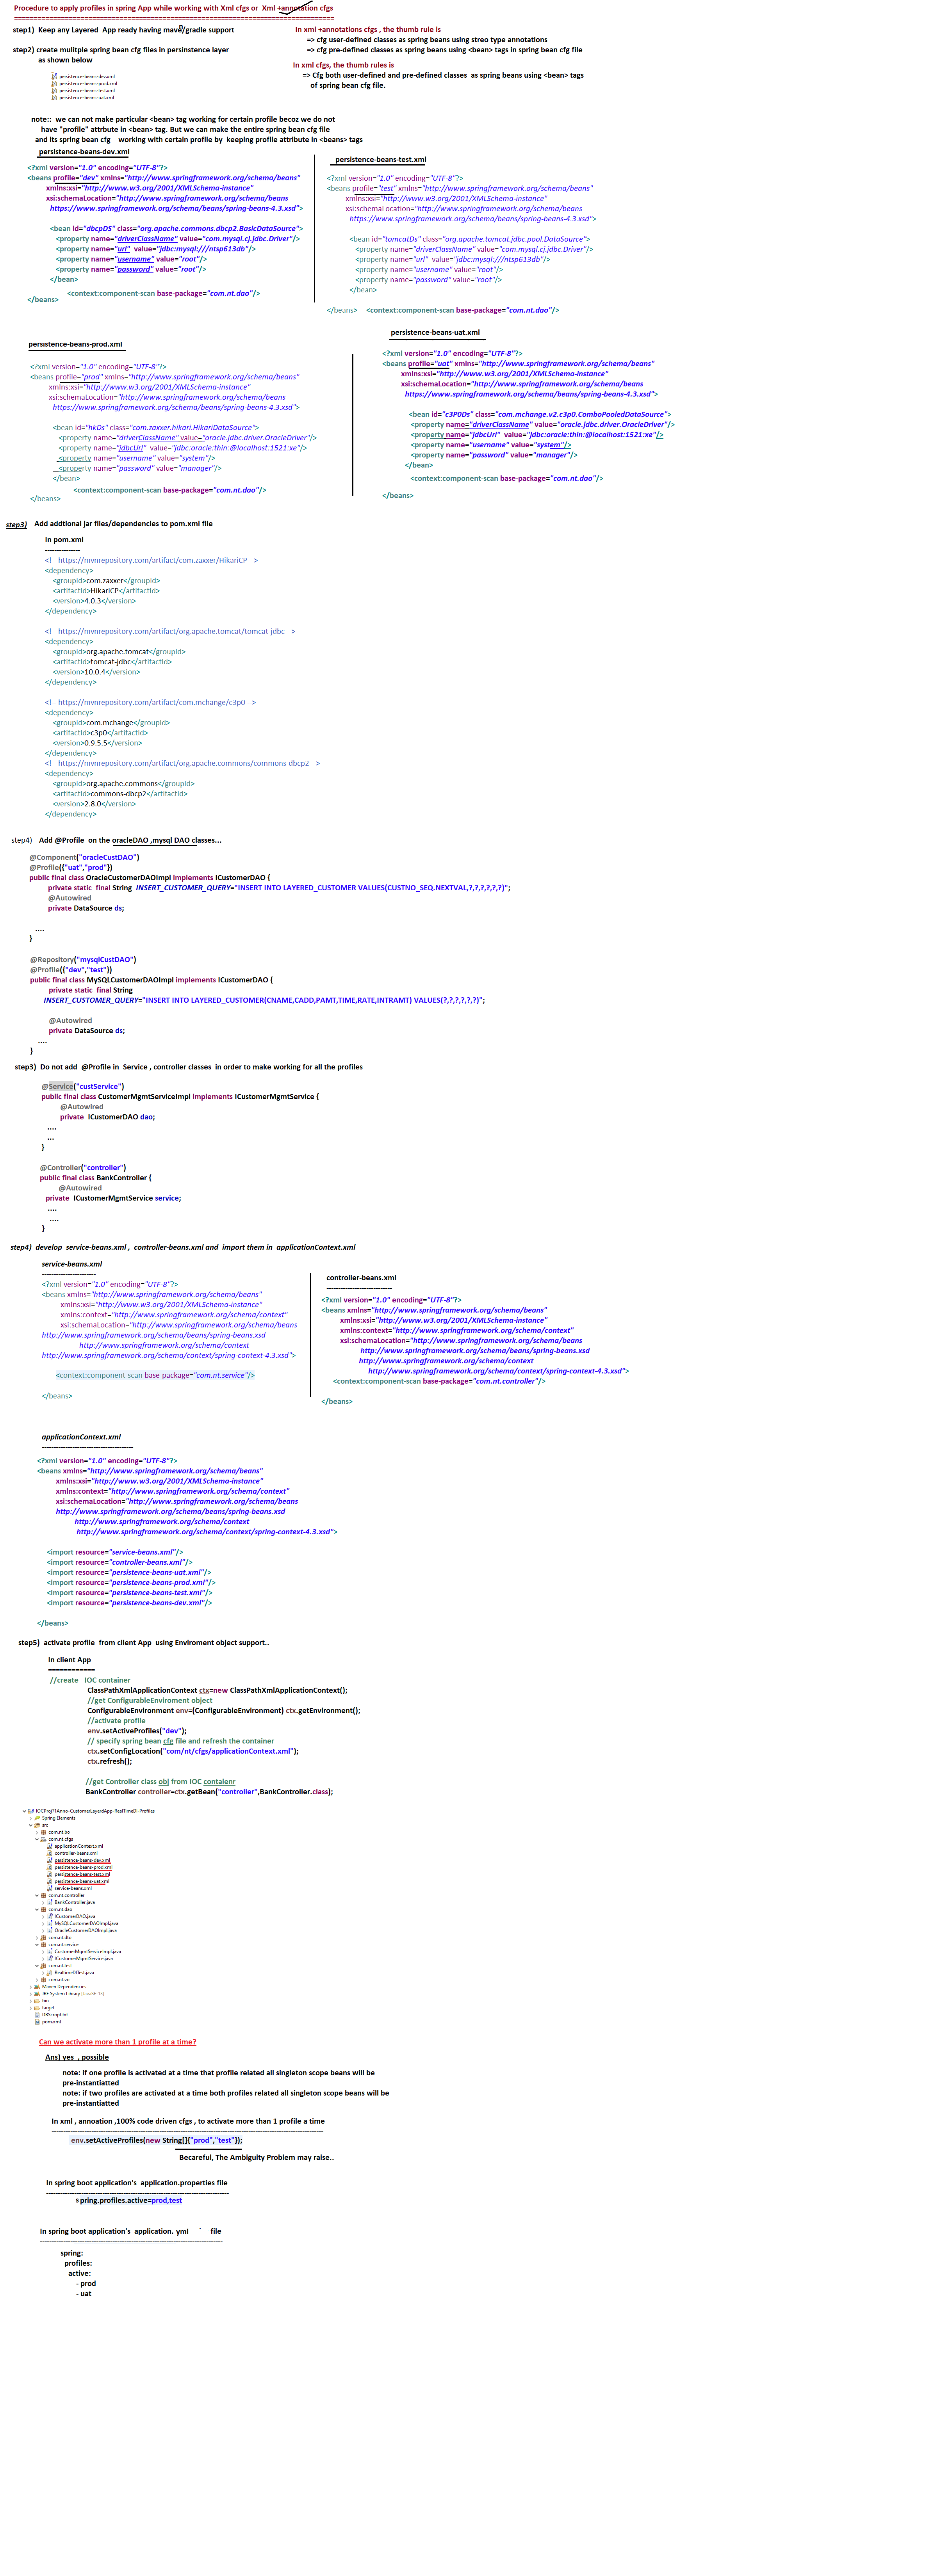 Procedure to apply profiles in spring App while working with Xml cfgs or Xml +annotation cfgs
==================================================================================
step1) Keep any Layered App ready having maven/gradle support
In xml +annotations cfgs , the thumb rule is
=> cfg user-defined classes as spring beans using streo type annotations
=> cfg pre-defined classes as spring beans using <bean> tags in spring bean cfg file
step2) create mulitple spring bean cfg files in persinstence layer
as shown below
In xml cfgs, the thumb rules is
=> Cfg both user-defined and pre-defined classes as spring beans using <bean> tags
of spring bean cfg file.
persistence-beans-dev.xml
persistence-beans-prod.xml
persistence-beans-test.xml
persistence-beans-uat.xml
note:: we can not make particular <bean> tag working for certain profile becoz we do not
have "profile" attrbute in <bean> tag. But we can make the entire spring bean cfg file
and its spring bean cfg working with certain profile by keeping profile attribute in <beans> tags
persistence-beans-dev.xml
<?xml version="1.0" encoding="UTF-8"?>
<beans profile="dev" xmlns="http://www.springframework.org/schema/beans"
xmlns:xsi="http://www.w3.org/2001/XMLSchema-instance"
xsi:schemaLocation="http://www.springframework.org/schema/beans
https://www.springframework.org/schema/beans/spring-beans-4.3.xsd">
<bean id="dbcpDS" class="org.apache.commons.dbcp2.BasicDataSource">
<property name="driverClassName" value="com.mysql.cj.jdbc.Driver"/>
<property name="url" value="jdbc:mysql:///ntsp613db"/>
<property name="username" value="root"/>
<property name="password" value="root"/>
</bean>
<context:component-scan base-package="com.nt.dao"/>
</beans>
persistence-beans-test.xml
<?xml version="1.0" encoding="UTF-8"?>
<beans profile="test" xmlns="http://www.springframework.org/schema/beans"
xmlns:xsi="http://www.w3.org/2001/XMLSchema-instance"
xsi:schemaLocation="http://www.springframework.org/schema/beans
https://www.springframework.org/schema/beans/spring-beans-4.3.xsd">
<bean id="tomcatDs" class="org.apache.tomcat.jdbc.pool.DataSource">
<property name="driverClassName" value="com.mysql.cj.jdbc.Driver"/>
<property name="url" value="jdbc:mysql:///ntsp613db"/>
<property name="username" value="root"/>
<property name="password" value="root"/>
</bean>
</beans> <context:component-scan base-package="com.nt.dao"/>
persistence-beans-prod.xml
<?xml version="1.0" encoding="UTF-8"?>
<beans profile="prod" xmlns="http://www.springframework.org/schema/beans"
xmlns:xsi="http://www.w3.org/2001/XMLSchema-instance"
xsi:schemaLocation="http://www.springframework.org/schema/beans
https://www.springframework.org/schema/beans/spring-beans-4.3.xsd">
<bean id="hkDs" class="com.zaxxer.hikari.HikariDataSource">
<property name="driverClassName" value="oracle.jdbc.driver.OracleDriver"/>
<property name="jdbcUrl" value="jdbc:oracle:thin:@localhost:1521:xe"/>
<property name="username" value="system"/>
<property name="password" value="manager"/>
</bean>
<context:component-scan base-package="com.nt.dao"/>
</beans>
persistence-beans-uat.xml
<?xml version="1.0" encoding="UTF-8"?>
<beans profile="uat" xmlns="http://www.springframework.org/schema/beans"
xmlns:xsi="http://www.w3.org/2001/XMLSchema-instance"
xsi:schemaLocation="http://www.springframework.org/schema/beans
https://www.springframework.org/schema/beans/spring-beans-4.3.xsd">
<bean id="c3P0Ds" class="com.mchange.v2.c3p0.ComboPooledDataSource">
<property name="driverClassName" value="oracle.jdbc.driver.OracleDriver"/>
<property name="jdbcUrl" value="jdbc:oracle:thin:@localhost:1521:xe"/>
<property name="username" value="system"/>
<property name="password" value="manager"/>
</bean>
<context:component-scan base-package="com.nt.dao"/>
</beans>
step3) Add addtional jar files/dependencies to pom.xml file
In pom.xml
---------------
<!-- https://mvnrepository.com/artifact/com.zaxxer/HikariCP -->
<dependency>
<groupId>com.zaxxer</groupId>
<artifactId>HikariCP</artifactId>
<version>4.0.3</version>
</dependency>
<!-- https://mvnrepository.com/artifact/org.apache.tomcat/tomcat-jdbc -->
<dependency>
<groupId>org.apache.tomcat</groupId>
<artifactId>tomcat-jdbc</artifactId>
<version>10.0.4</version>
</dependency>
<!-- https://mvnrepository.com/artifact/com.mchange/c3p0 -->
<dependency>
<groupId>com.mchange</groupId>
<artifactId>c3p0</artifactId>
<version>0.9.5.5</version>
</dependency>
<!-- https://mvnrepository.com/artifact/org.apache.commons/commons-dbcp2 -->
<dependency>
<groupId>org.apache.commons</groupId>
<artifactId>commons-dbcp2</artifactId>
<version>2.8.0</version>
</dependency>
step4) Add @Profile on the oracleDAO ,mysql DAO classes...
@Component("oracleCustDAO")
@Profile({"uat","prod"})
public final class OracleCustomerDAOImpl implements ICustomerDAO {
private static final String INSERT_CUSTOMER_QUERY="INSERT INTO LAYERED_CUSTOMER VALUES(CUSTNO_SEQ.NEXTVAL,?,?,?,?,?,?)";
@Autowired
private DataSource ds;
....
}
@Repository("mysqlCustDAO")
@Profile({"dev","test"})
public final class MySQLCustomerDAOImpl implements ICustomerDAO {
private static final String
INSERT_CUSTOMER_QUERY="INSERT INTO LAYERED_CUSTOMER(CNAME,CADD,PAMT,TIME,RATE,INTRAMT) VALUES(?,?,?,?,?,?)";
@Autowired
private DataSource ds;
....
}
step3) Do not add @Profile in Service , controller classes in order to make working for all the profiles
@Service("custService")
public final class CustomerMgmtServiceImpl implements ICustomerMgmtService {
@Autowired
private ICustomerDAO dao;
....
...
}
@Controller("controller")
public final class BankController {
@Autowired
private ICustomerMgmtService service;
....
....
}
step4) develop service-beans.xml , controller-beans.xml and import them in applicationContext.xml
service-beans.xml
-----------------------
<?xml version="1.0" encoding="UTF-8"?>
<beans xmlns="http://www.springframework.org/schema/beans"
xmlns:xsi="http://www.w3.org/2001/XMLSchema-instance"
xmlns:context="http://www.springframework.org/schema/context"
xsi:schemaLocation="http://www.springframework.org/schema/beans
http://www.springframework.org/schema/beans/spring-beans.xsd
http://www.springframework.org/schema/context
http://www.springframework.org/schema/context/spring-context-4.3.xsd">
<context:component-scan base-package="com.nt.service"/>
</beans>
controller-beans.xml
----------------------------
<?xml version="1.0" encoding="UTF-8"?>
<beans xmlns="http://www.springframework.org/schema/beans"
xmlns:xsi="http://www.w3.org/2001/XMLSchema-instance"
xmlns:context="http://www.springframework.org/schema/context"
xsi:schemaLocation="http://www.springframework.org/schema/beans
http://www.springframework.org/schema/beans/spring-beans.xsd
http://www.springframework.org/schema/context
http://www.springframework.org/schema/context/spring-context-4.3.xsd">
<context:component-scan base-package="com.nt.controller"/>
</beans>
applicationContext.xml
---------------------------------------
<?xml version="1.0" encoding="UTF-8"?>
<beans xmlns="http://www.springframework.org/schema/beans"
xmlns:xsi="http://www.w3.org/2001/XMLSchema-instance"
xmlns:context="http://www.springframework.org/schema/context"
xsi:schemaLocation="http://www.springframework.org/schema/beans
http://www.springframework.org/schema/beans/spring-beans.xsd
http://www.springframework.org/schema/context
http://www.springframework.org/schema/context/spring-context-4.3.xsd">
<import resource="service-beans.xml"/>
<import resource="controller-beans.xml"/>
<import resource="persistence-beans-uat.xml"/>
<import resource="persistence-beans-prod.xml"/>
<import resource="persistence-beans-test.xml"/>
<import resource="persistence-beans-dev.xml"/>
</beans>
step5) activate profile from client App using Enviroment object support..
In client App
============
//create IOC container
ClassPathXmlApplicationContext ctx=new ClassPathXmlApplicationContext();
//get ConfigurableEnviroment object
ConfigurableEnvironment env=(ConfigurableEnvironment) ctx.getEnvironment();
//activate profile
env.setActiveProfiles("dev");
// specify spring bean cfg file and refresh the container
ctx.setConfigLocation("com/nt/cfgs/applicationContext.xml");
ctx.refresh();
//get Controller class obj from IOC contaienr
BankController controller=ctx.getBean("controller",BankController.class);
IOCProj71Anno-CustomerLayerdApp-RealTimeDI-Profiles
Spring Elements
src
com.nt.bo
com.nt.cfgs
applicationContext.xml
controller-beans.xml
persistence-beans-dev.xml
persistence-beans-prod.xml
persistence-beans-test.xml
persistence-beans-uat.xml
service-beans.xml
com.nt.controller
BankController.java
com.nt.dao
ICustomerDAO.java
MySQLCustomerDAOImpl.java
OracleCustomerDAOImpl.java
com.nt.dto
com.nt.service
CustomerMgmtServiceImpl.java
ICustomerMgmtService.java
com.nt.test
RealtimeDITest.java
com.nt.vo
Maven Dependencies
JRE System Library [JavaSE-13]
bin
target
DBScropt.txt
pom.xml
Can we activate more than 1 profile at a time?
Ans) yes , possible
note: if one profile is activated at a time that profile related all singleton scope beans will be
pre-instantiatted
note: if two profiles are activated at a time both profiles related all singleton scope beans will be
pre-instantiatted
In xml , annoation ,100% code driven cfgs , to activate more than 1 profile a time
env.setActiveProfiles(new String[]{"prod","test"});
Becareful, The Ambiguity Problem may raise..
In spring boot application's application.properties file
spring.profiles.active=prod,test
In spring boot application's application. yml file
spring:
profiles:
active:
- prod
- uat